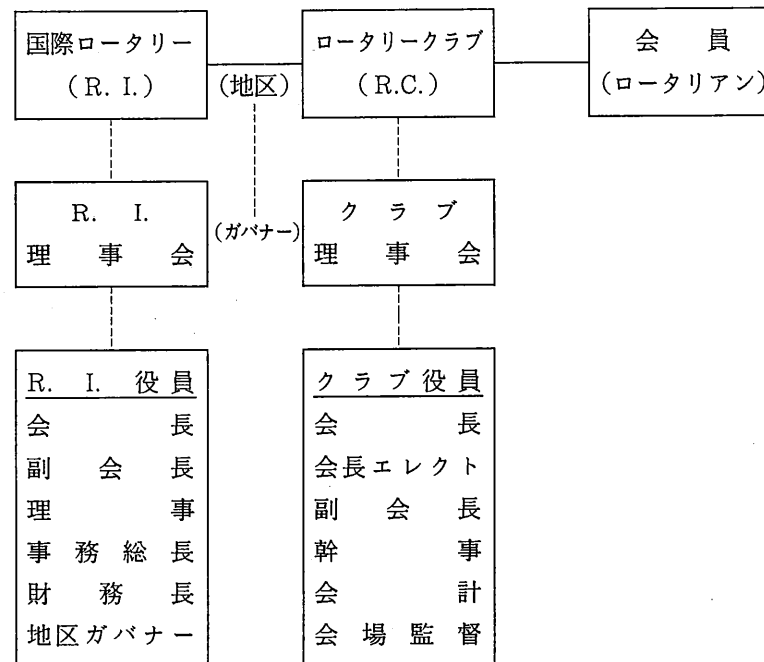 国際ロータリー
(R. I.)
(地区)
ロータリークラブ
(R.C.)
会員
(ロータリアン)
R. I.
理事会
(ガバナー)
クラブ
理事会
R. I. 役員
会長
副会長
理事
事務総長
財務長
地区ガバナー
クラブ役員
会長
会長エレクト
副会長
幹事
会計
会場監督